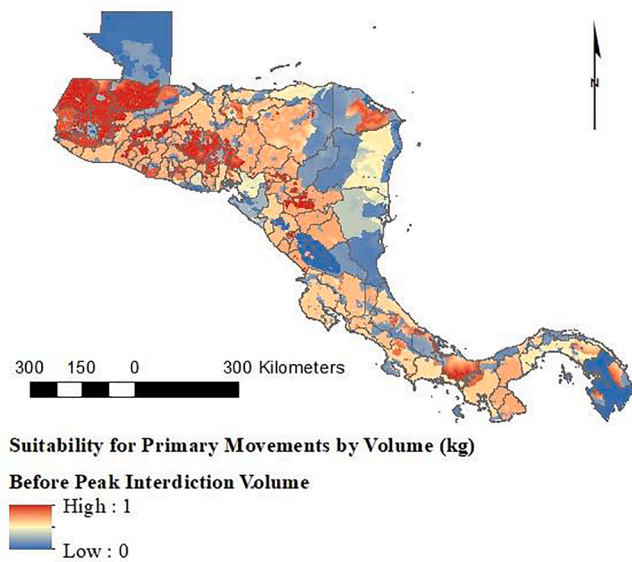 N
300 150 0 300 Kilometers
Suitability for Primary Movements by Volume (kg)
Before Peak Interdiction Volume
High : 1
Low : 0